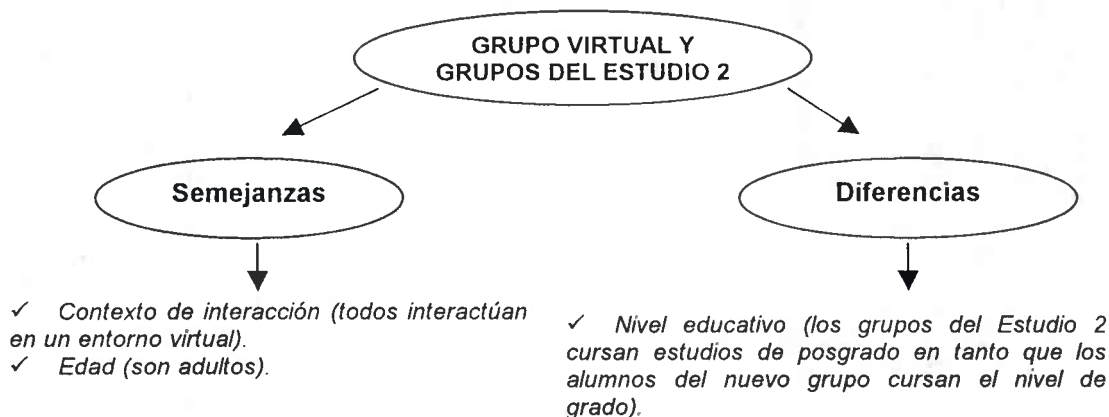 GRUPO VIRTUAL Y
GRUPOS DEL ESTUDIO 2
Semejanzas
Diferencias
✓ Contexto de interacción (todos interactúan
en un entorno virtual).
✓ Edad (son adultos).
✓ Nivel educativo (los grupos del Estudio 2
cursan estudios de posgrado en tanto que los
alumnos del nuevo grupo cursan el nivel de
grado).